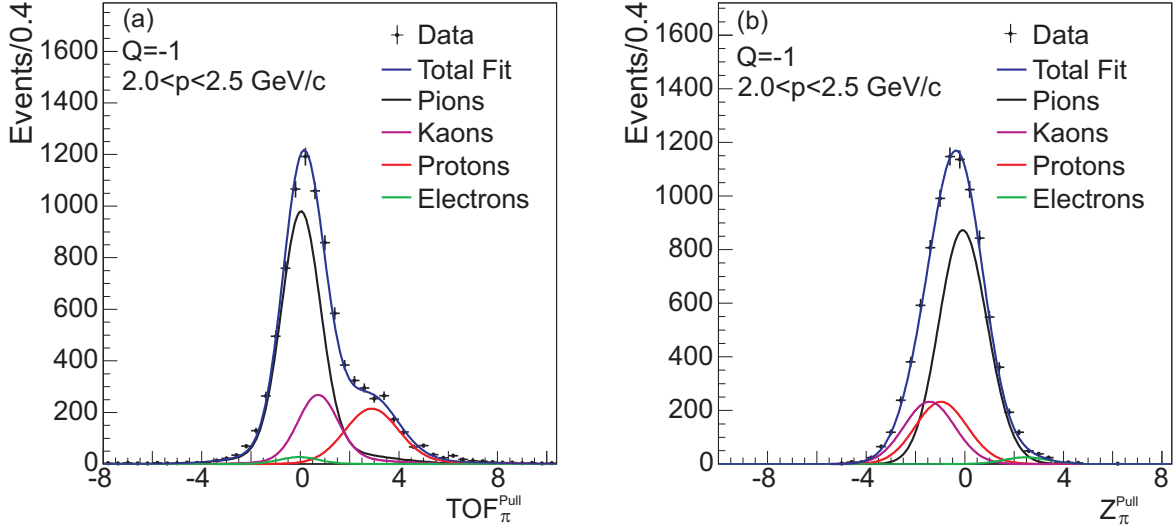 (a)
Q=-1
2.0<p<2.5 GeV/c
Data
Total Fit
Pions
Kaons
Protons
Electrons
Events/0.4
1600
1400
1200
1000
800
600
400
200
0
-8 -4 0 4 8
TOF_π^Pull
(b)
Q=-1
2.0<p<2.5 GeV/c
Data
Total Fit
Pions
Kaons
Protons
Electrons
Events/0.4
1600
1400
1200
1000
800
600
400
200
0
-8 -4 0 4 8
Z_π^Pull